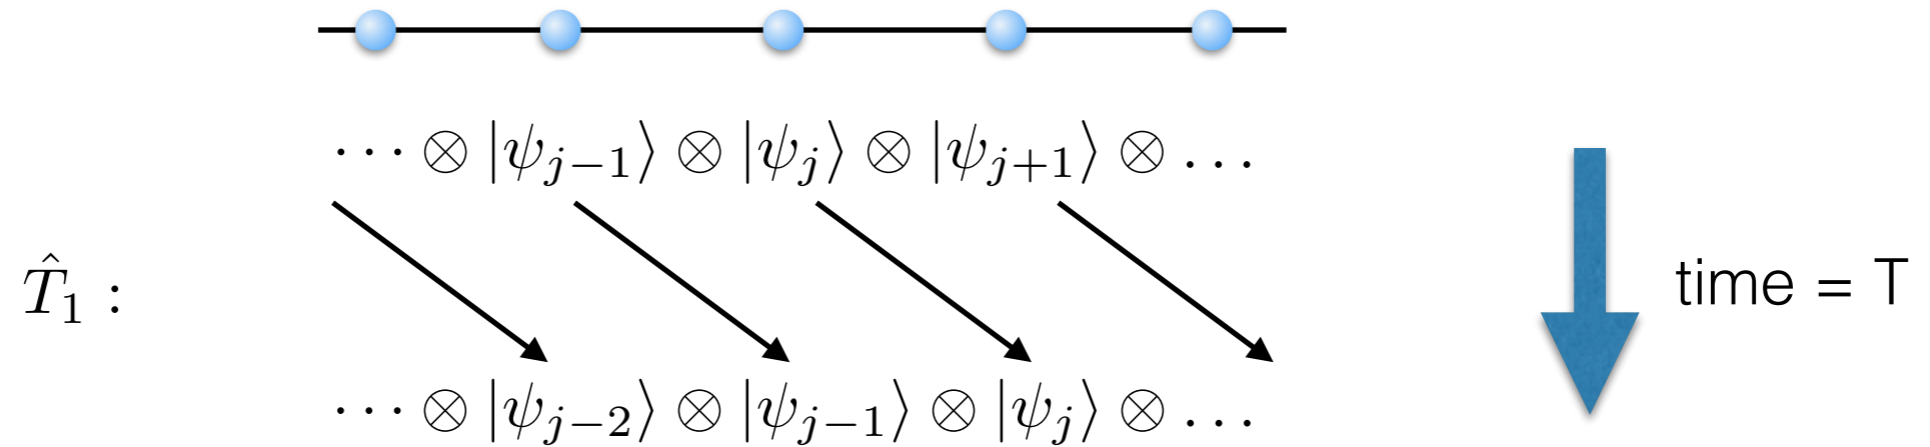 ⋯ ⊗ |ψ_{j−1}⟩ ⊗ |ψ_j⟩ ⊗ |ψ_{j+1}⟩ ⊗ …
T̂_1 :
time = T
⋯ ⊗ |ψ_{j−2}⟩ ⊗ |ψ_{j−1}⟩ ⊗ |ψ_j⟩ ⊗ …